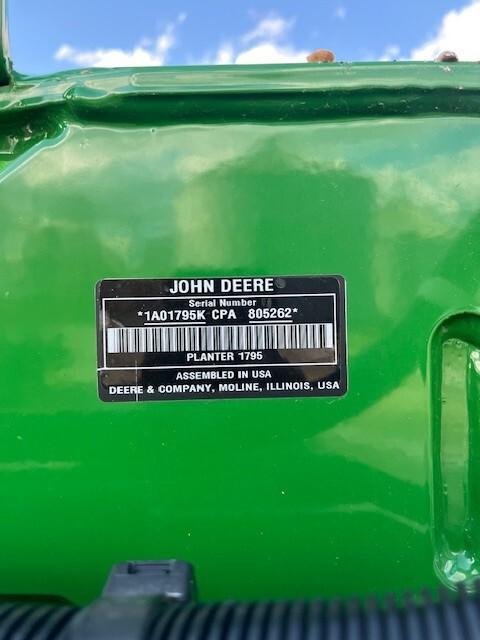 JOHN DEERE
Serial Number
*1A01795K CPA 805262*
PLANTER 1795
ASSEMBLED IN USA
DEERE & COMPANY, MOLINE, ILLINOIS, USA